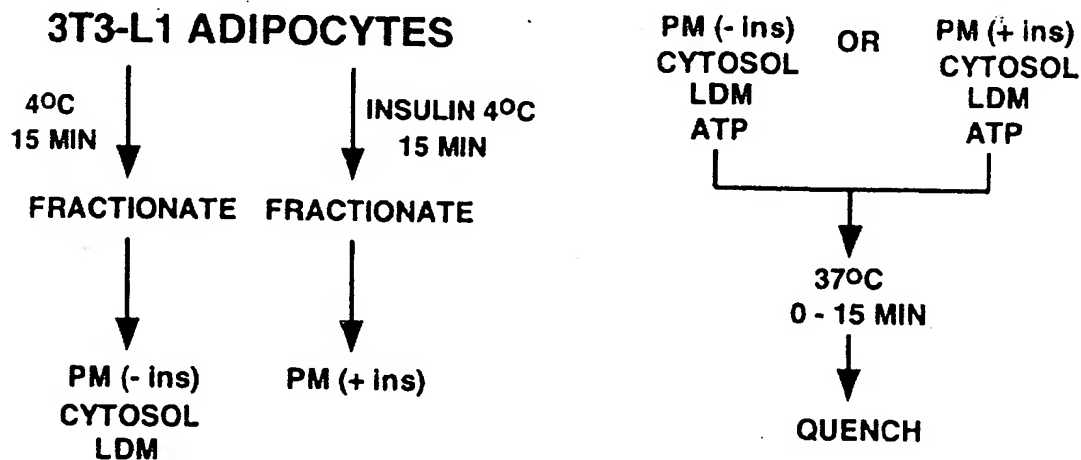 3T3-L1 ADIPOCYTES
4ºC
15 MIN
INSULIN 4ºC
15 MIN
FRACTIONATE
FRACTIONATE
PM (- ins)
CYTOSOL
LDM
PM (+ ins)
PM (- ins)
CYTOSOL
LDM
ATP
OR
PM (+ ins)
CYTOSOL
LDM
ATP
37ºC
0 - 15 MIN
QUENCH